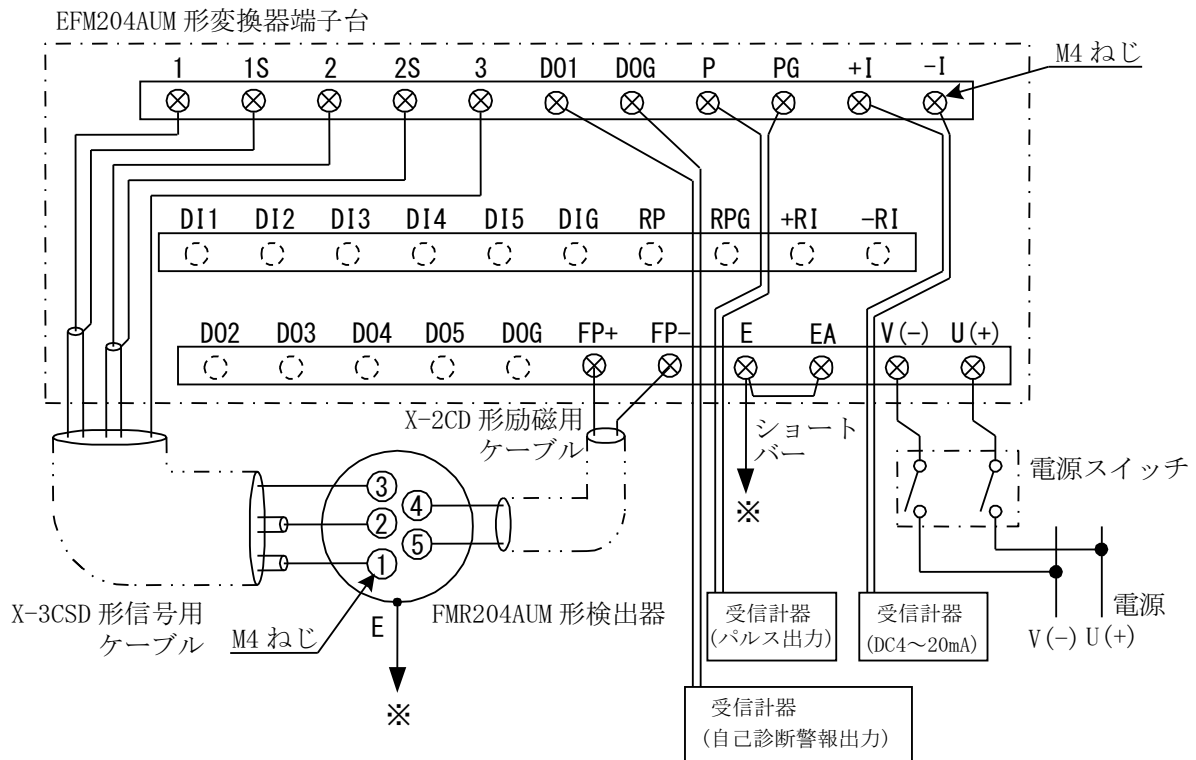 EFM204AUM 形変換器端子台
1 1S 2 2S 3 DO1 DOG P PG +I -I
M4 ねじ
DI1 DI2 DI3 DI4 DI5 DIG RP RPG +RI -RI
DO2 DO3 DO4 DO5 DOG FP+ FP- E EA V(-) U(+)
X-2CD 形励磁用
ケーブル
ショート
バー
※
電源スイッチ
3
4
2
5
1
X-3CSD 形信号用
ケーブル
M4 ねじ
E
※
FMR204AUM 形検出器
受信計器
(パルス出力)
受信計器
(DC4～20mA)
電源
V(-) U(+)
受信計器
(自己診断警報出力)